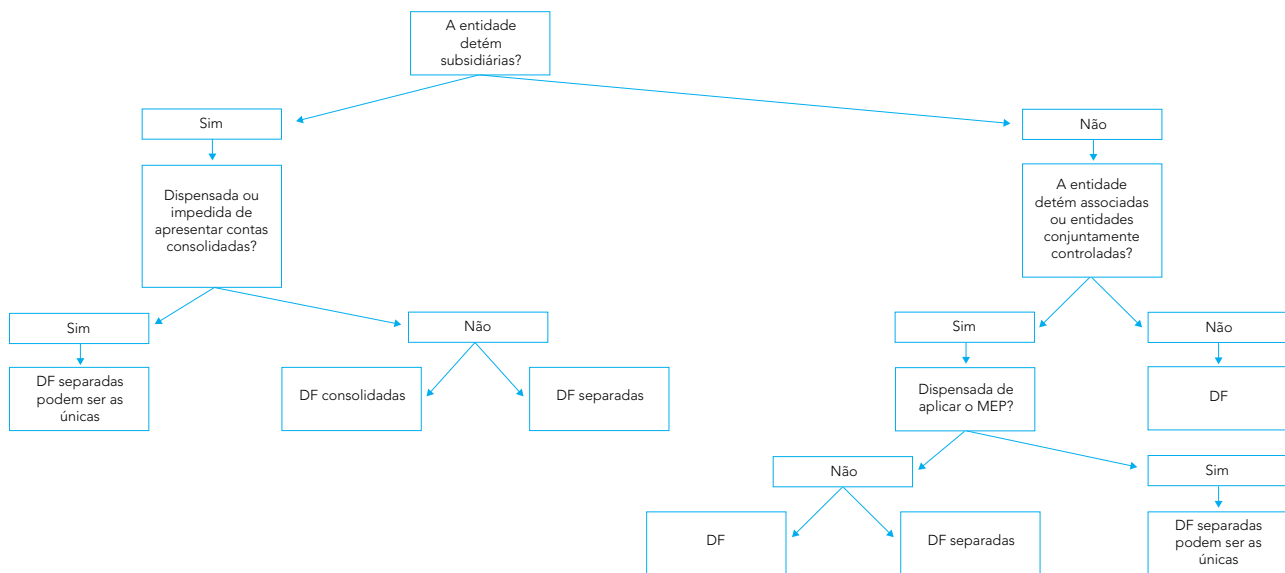 A entidade
detém
subsidiárias?
Sim
Não
Dispensada ou
impedida de
apresentar contas
consolidadas?
A entidade
detém associadas
ou entidades
conjuntamente
controladas?
Sim
Não
Sim
Não
DF separadas
podem ser as
únicas
DF consolidadas
DF separadas
Dispensada de
aplicar o MEP?
DF
Não
Sim
DF
DF separadas
DF separadas
podem ser as
únicas